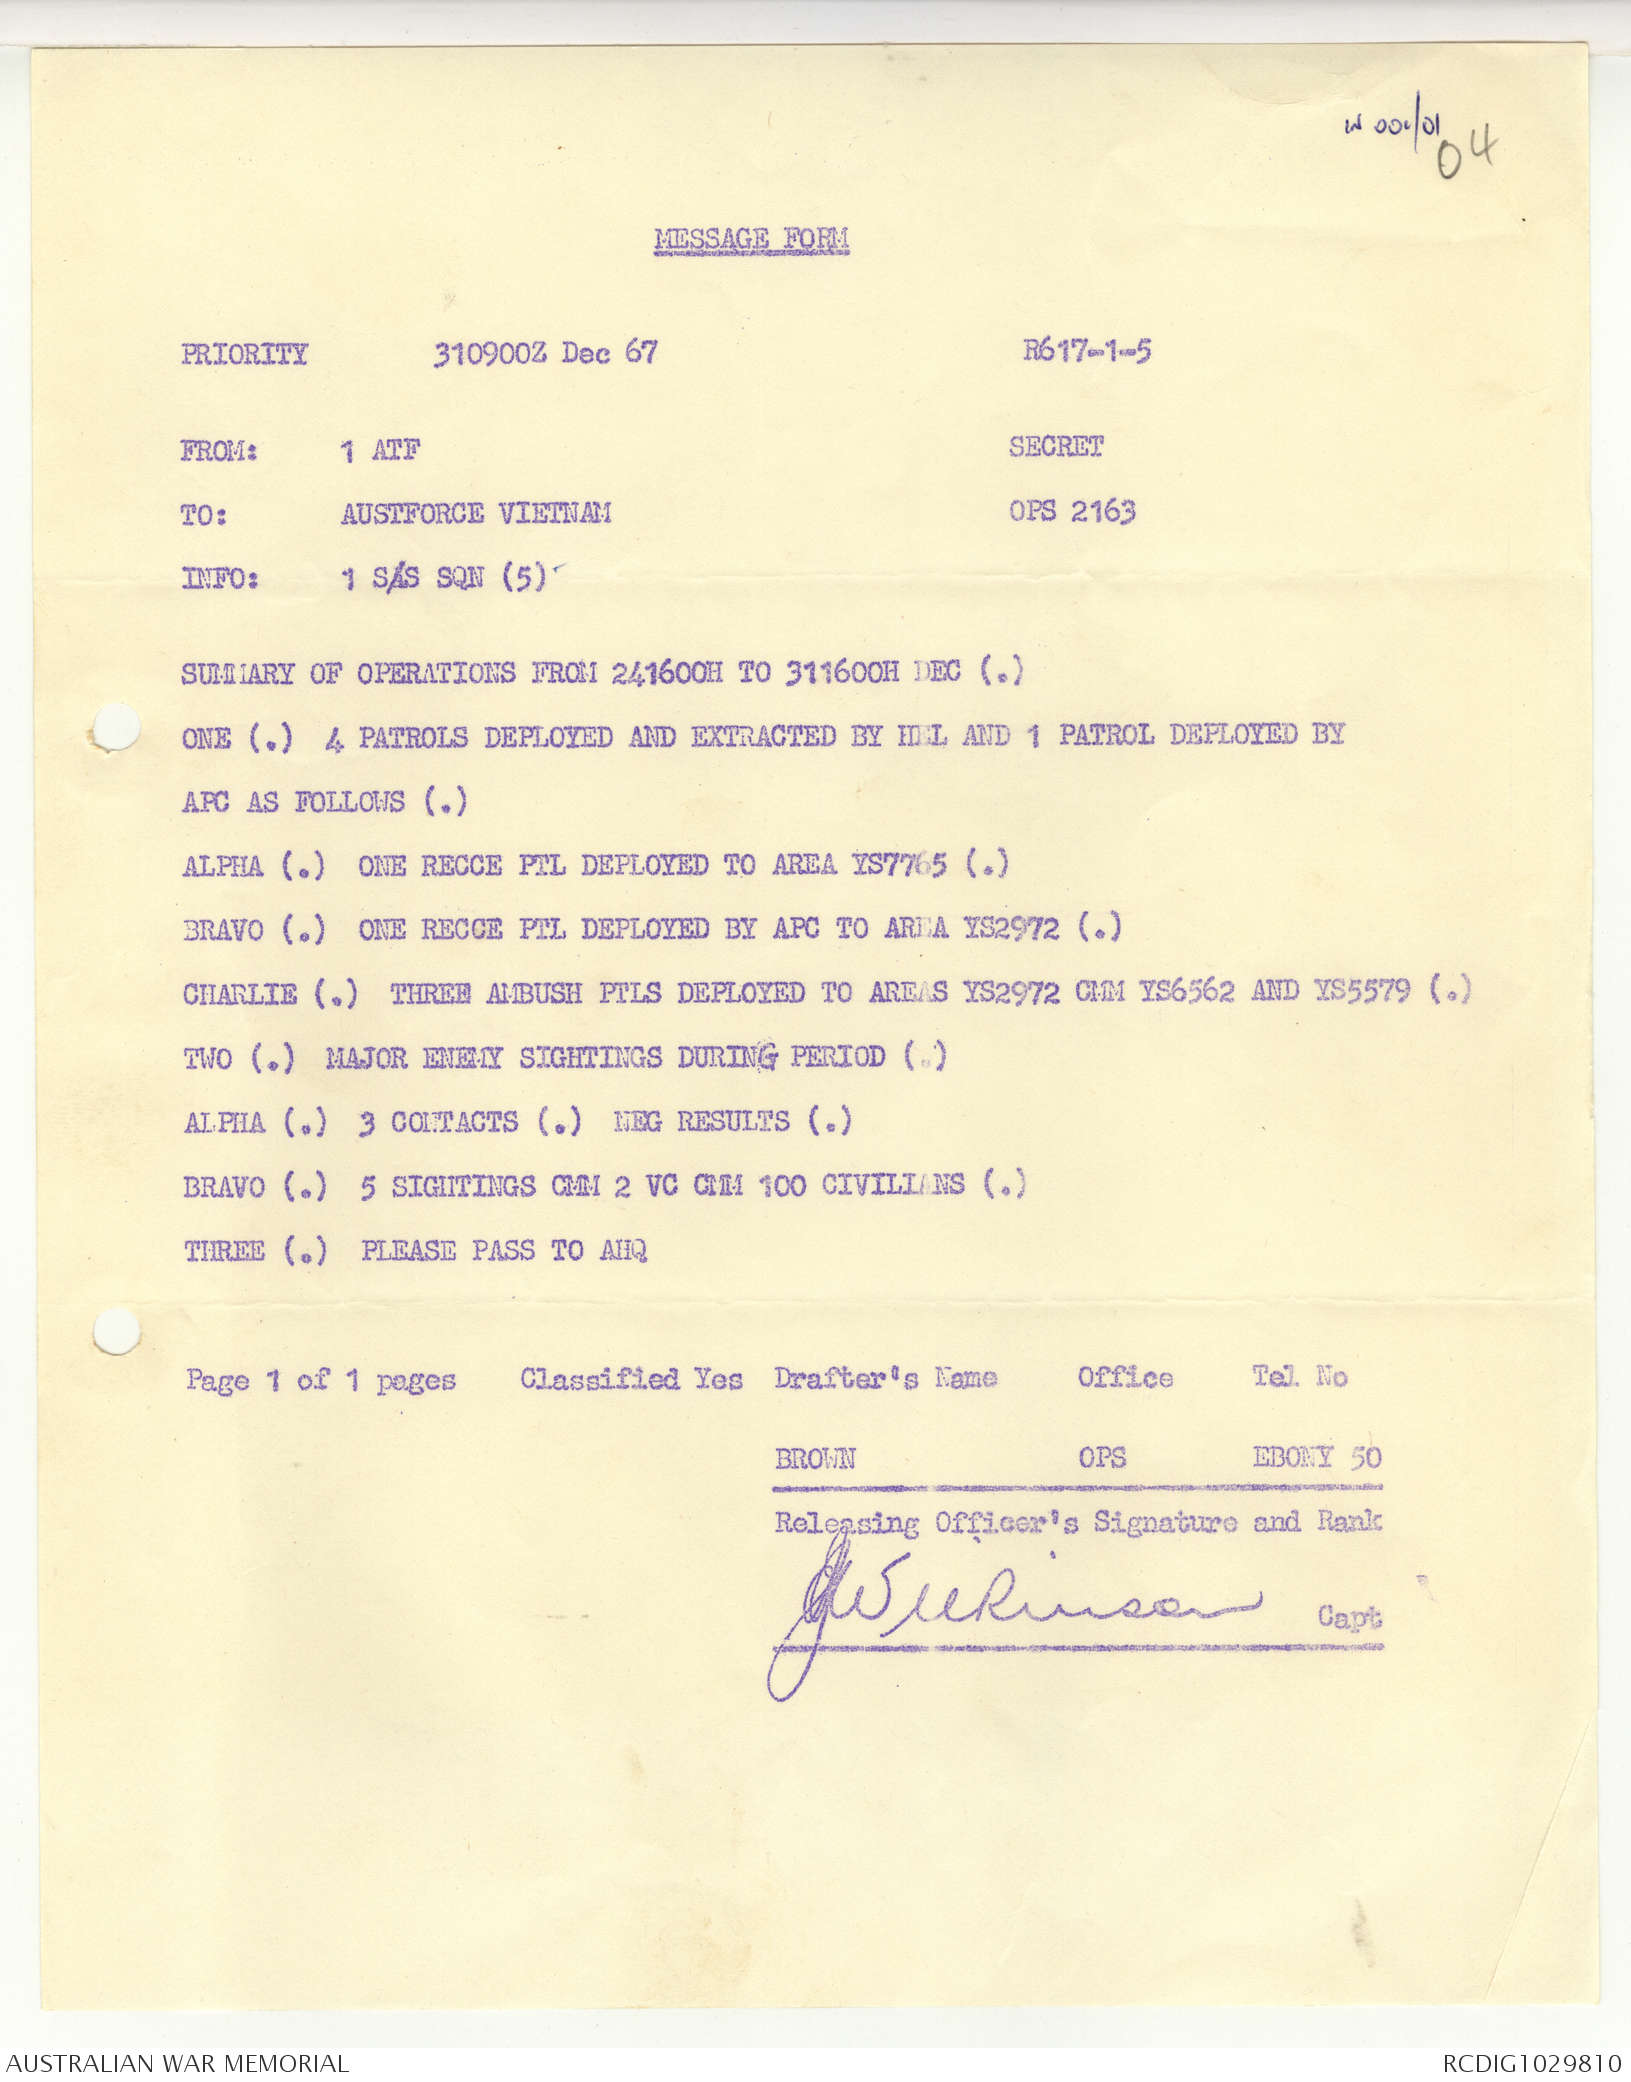 04
MESSAGE FORM
PRIORITY 310900Z Dec 67 R617-1-5
FROM: 1 ATF SECRET
TO: AUSTFORCE VIETNAM OPS 2163
INFO: 1 SAS SQN (5)
SUMMARY OF OPERATIONS FROM 241600H TO 311600H DEC (.)
ONE (.) 4 PATROLS DEPLOYED AND EXTRACTED BY HEL AND 1 PATROL DEPLOYED BY
APC AS FOLLOWS (.)
ALPHA (.) ONE RECCE PTL DEPLOYED TO AREA YS7765 (.)
BRAVO (.) ONE RECCE PTL DEPLOYED BY APC TO AREA YS2972 (.)
CHARLIE (.) THREE AMBUSH PTLS DEPLOYED TO AREAS YS2972 CMM YS6562 AND YS5579 (.)
TWO (.) MAJOR ENEMY SIGHTINGS DURING PERIOD (.)
ALPHA (.) 3 CONTACTS (.) NEG RESULTS (.)
BRAVO (.) 5 SIGHTINGS CMM 2 VC CMM 100 CIVILIANS (.)
THREE (.) PLEASE PASS TO AHQ
Page 1 of 1 pages Classified Yes Drafter's Name Office Tel No
BROWN OPS EBONY 50
Releasing Officer's Signature and Rank
JWilkinson Capt
AUSTRALIAN WAR MEMORIAL RCDIG1029810